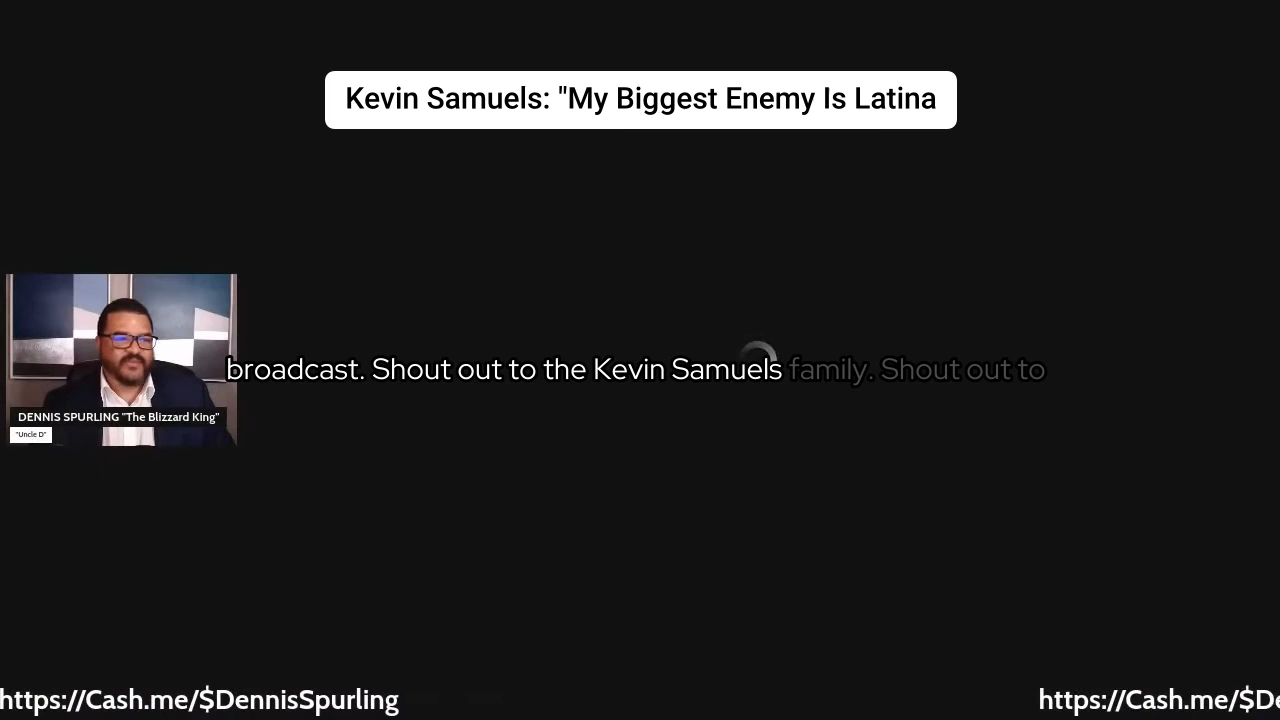 Kevin Samuels: "My Biggest Enemy Is Latina
broadcast. Shout out to the Kevin Samuels family. Shout out to
DENNIS SPURLING "The Blizzard King"
"Uncle D"
https://Cash.me/$DennisSpurling
https://Cash.me/$De